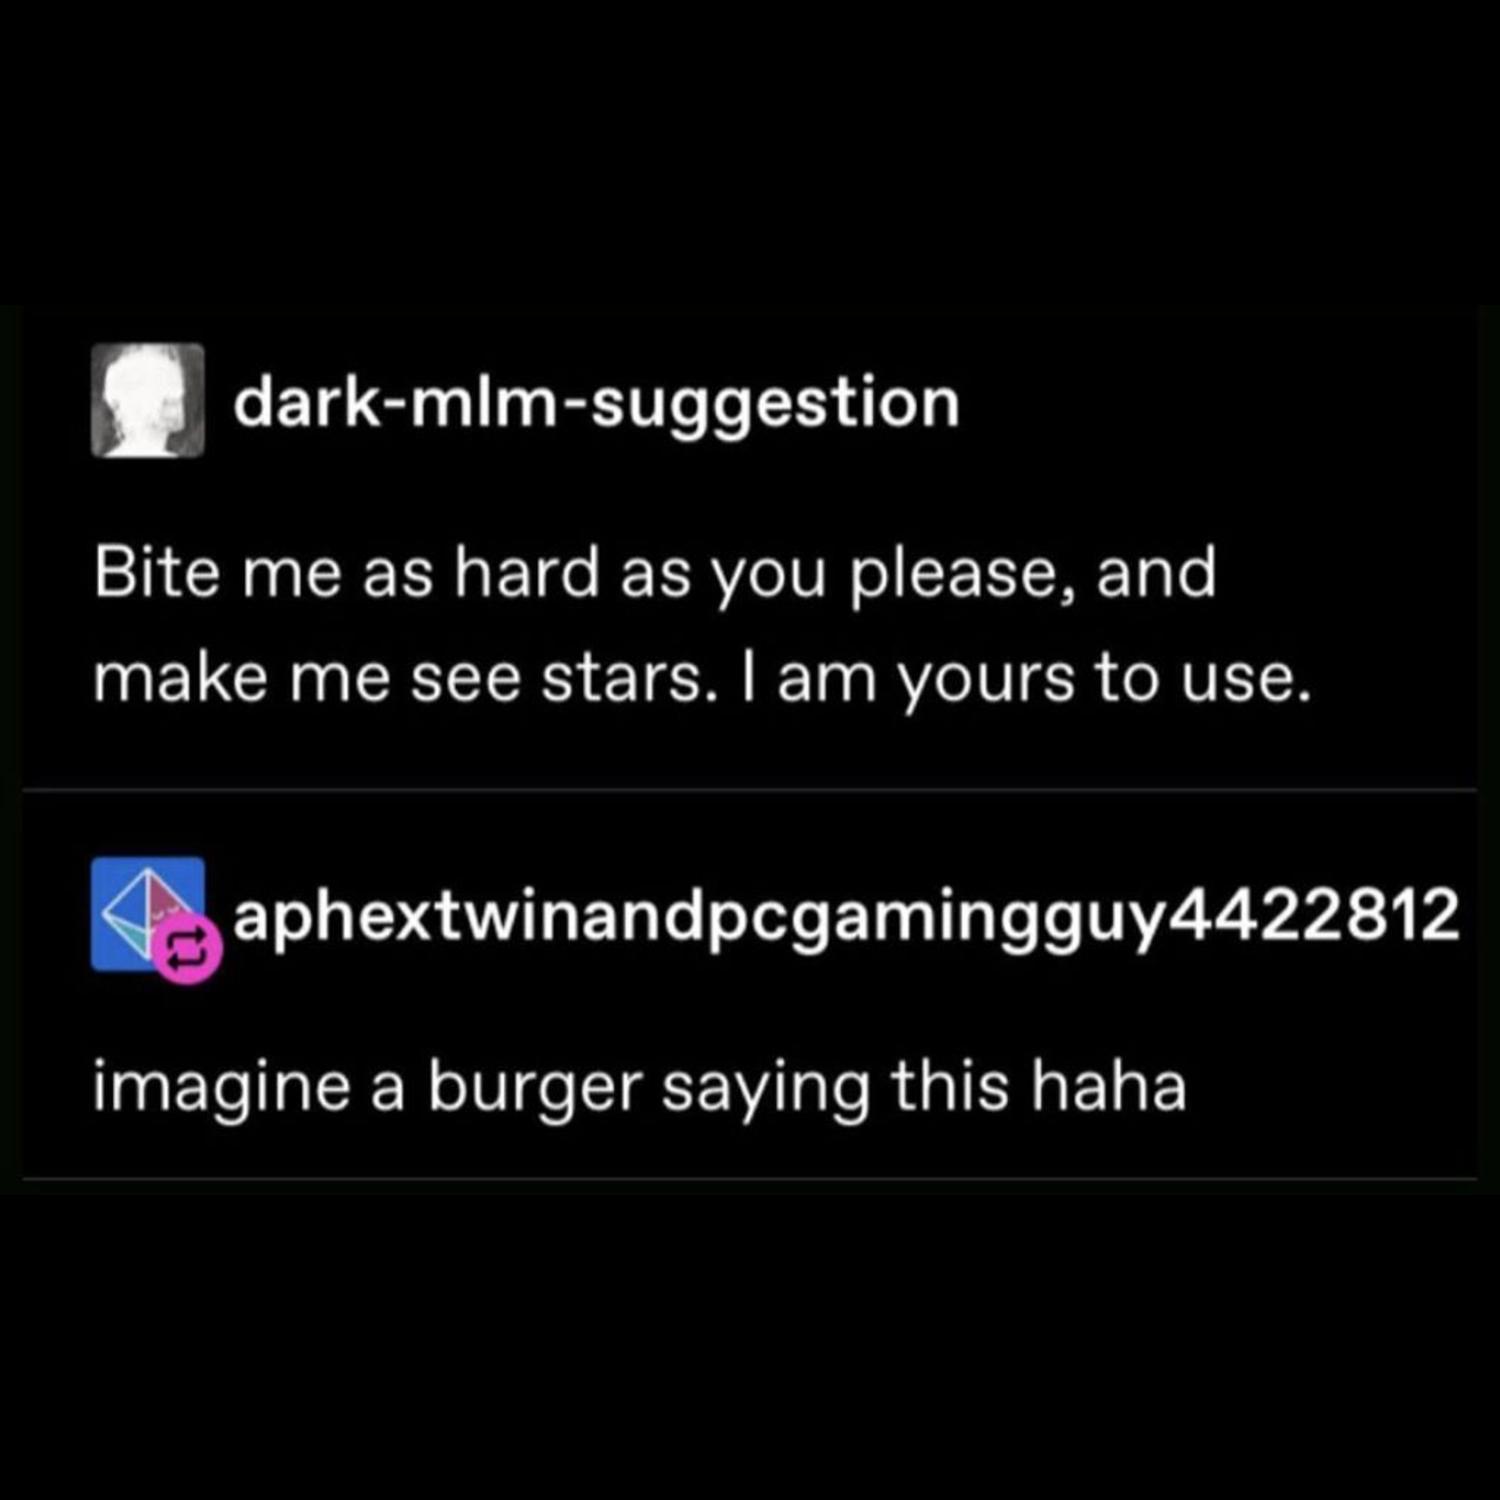 dark-mlm-suggestion
Bite me as hard as you please, and
make me see stars. I am yours to use.
aphextwinandpcgamingguy4422812
imagine a burger saying this haha